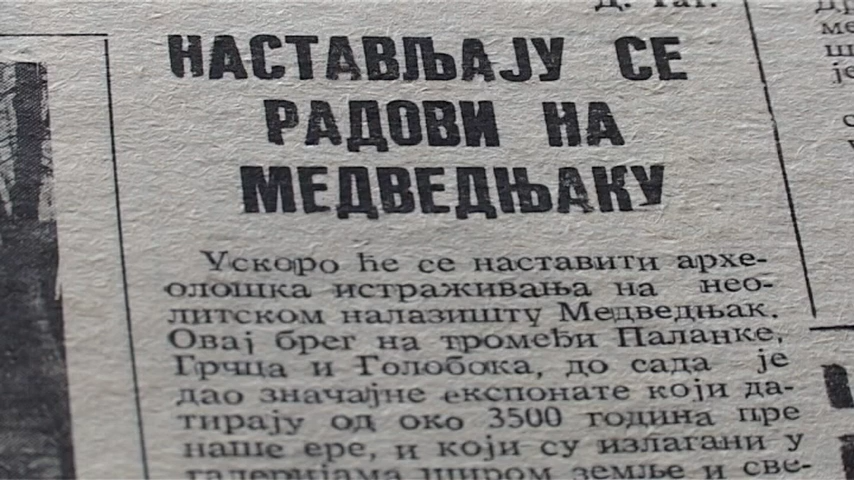 Д. Таг.
НАСТАВЉАЈУ СЕ
РАДОВИ НА
МЕДВЕДЊАКУ
Ускоро ће се наставити архе-
олошка истраживања на нео-
литском налазишту Медведњак.
Овај брег на тромеђи Паланке,
Грчца и Голобока, до сада је
дао значајне експонате који да-
тирају од око 3500 година пре
наше ере, и који су излагани у
галеријама широм земље и све-